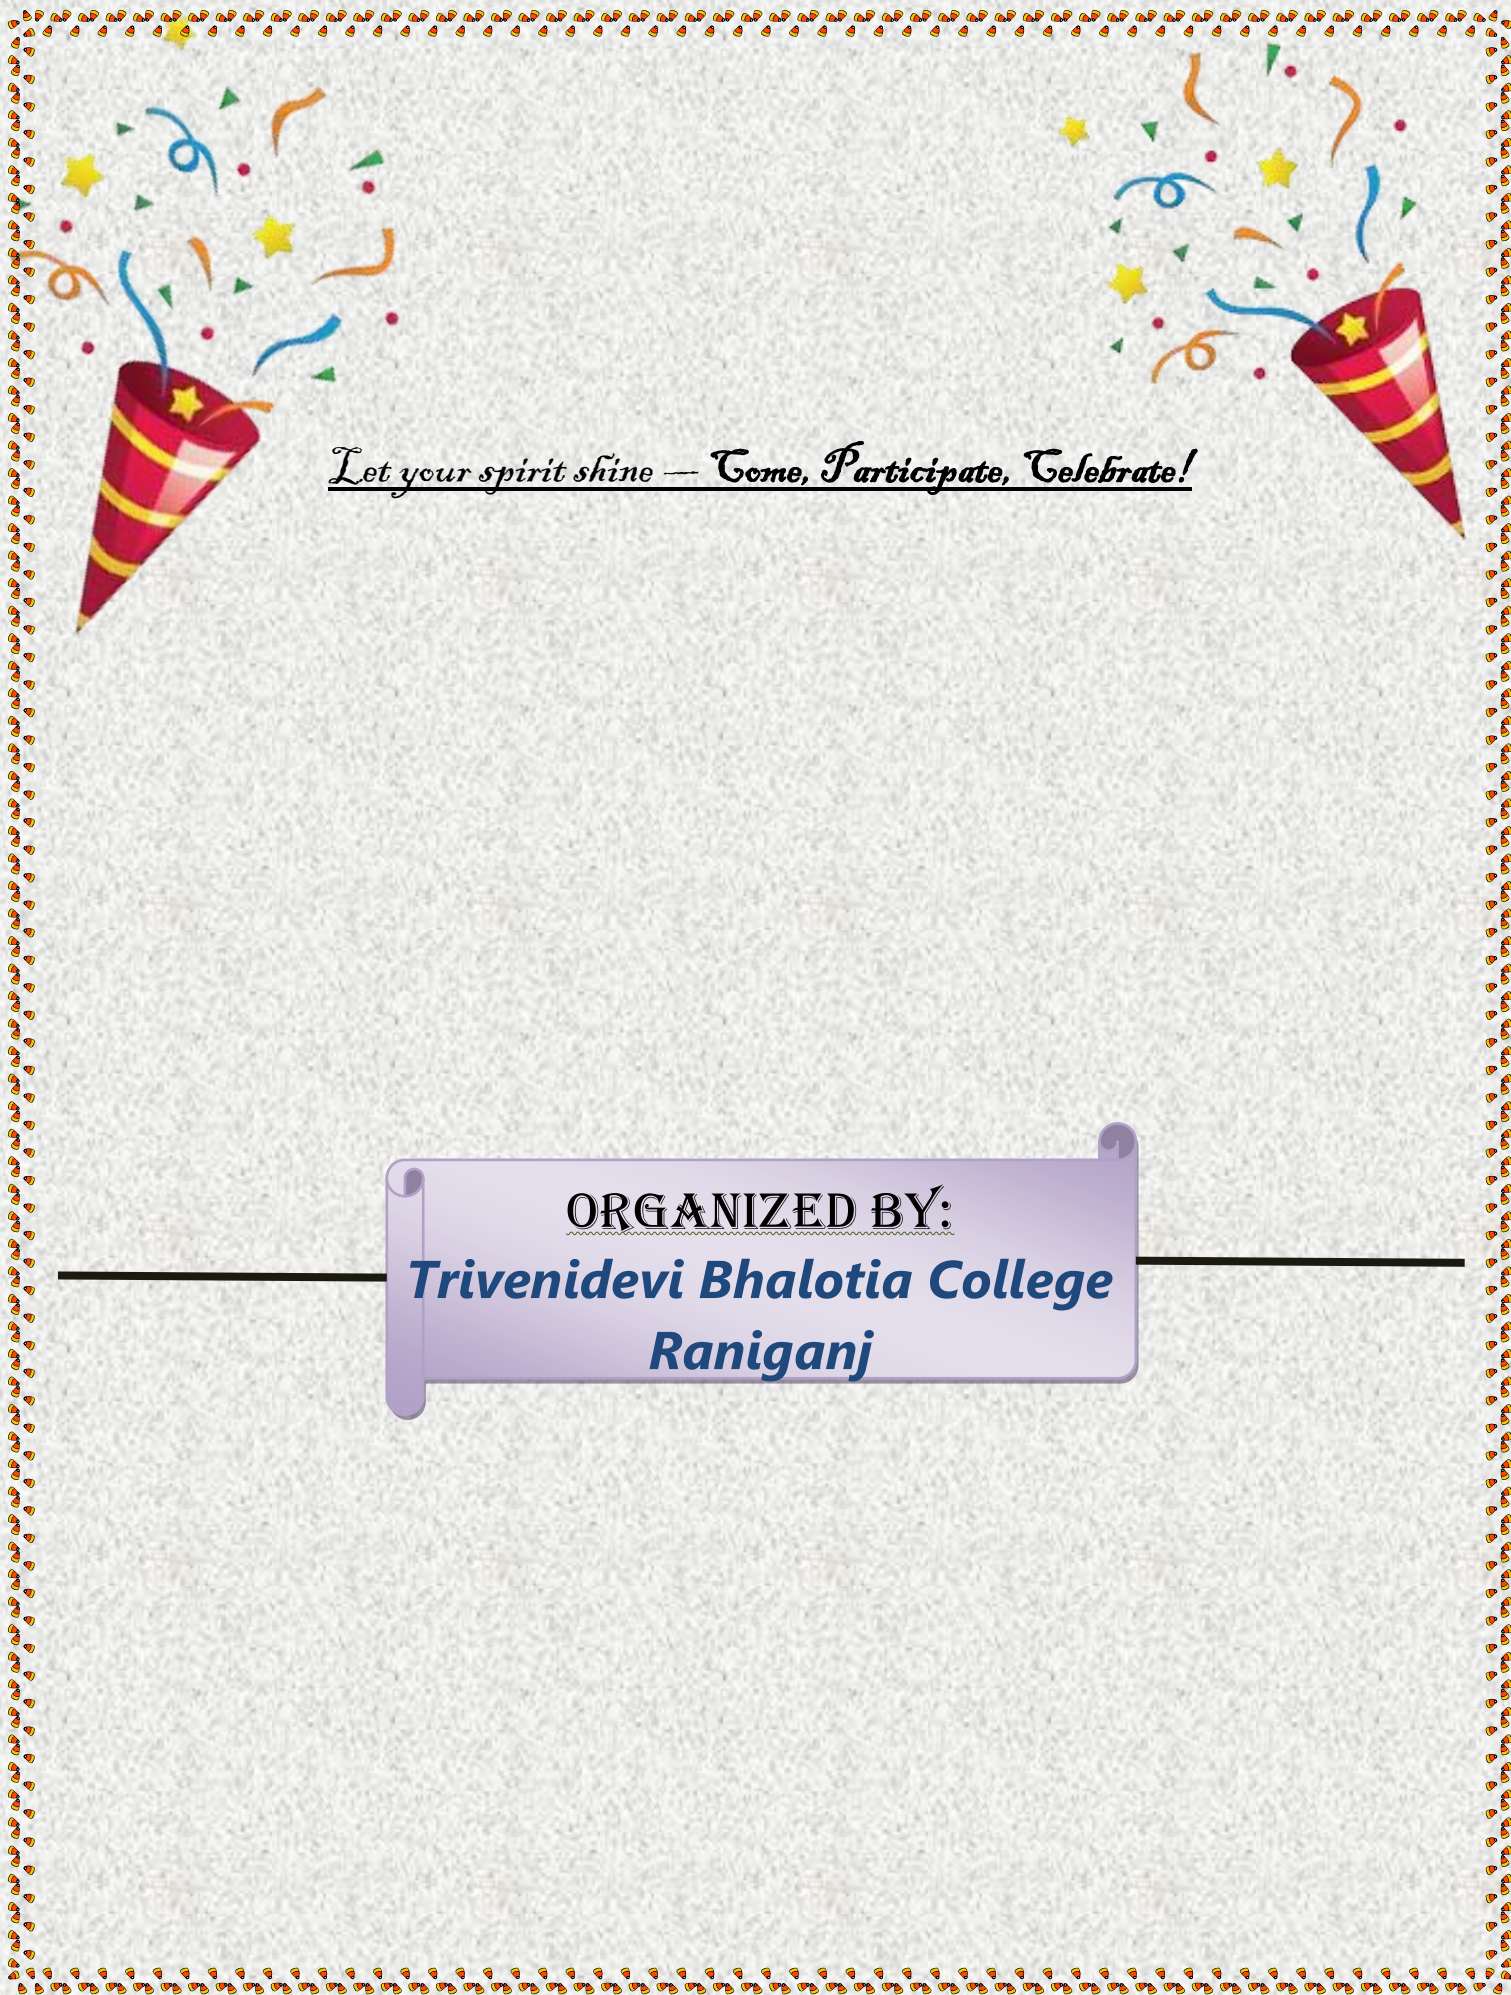 Let your spirit shine — Come, Participate, Celebrate!
ORGANIZED BY:
Trivenidevi Bhalotia College
Raniganj